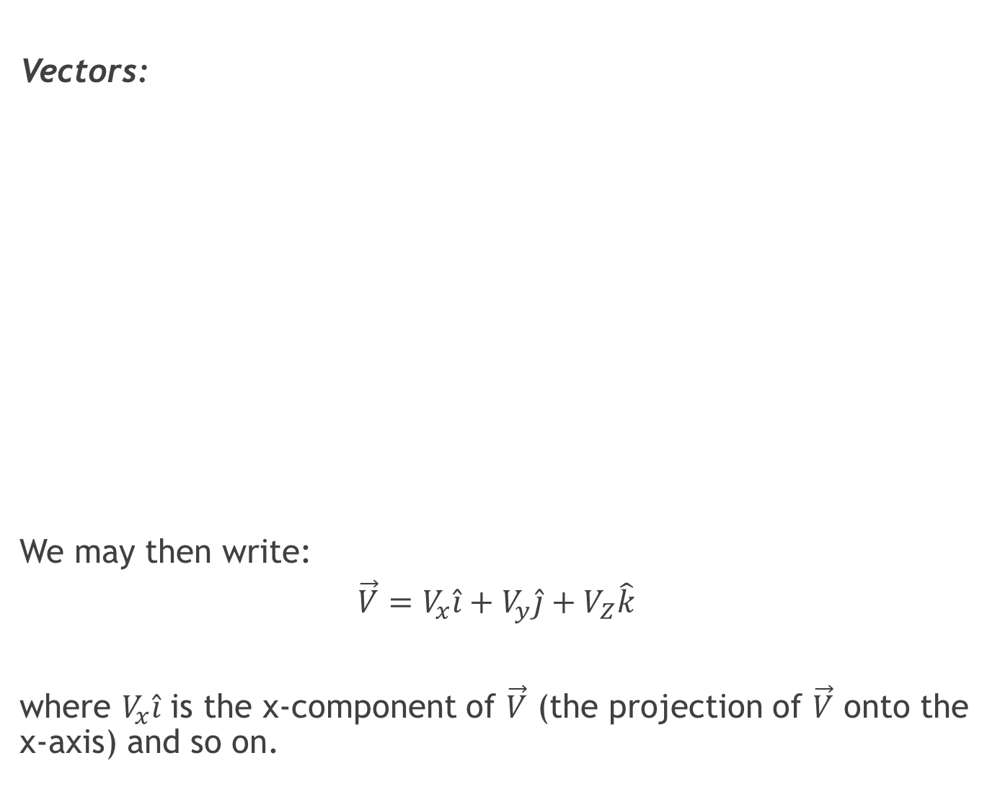 Vectors:
We may then write:
$\vec{V} = V_x\hat{\imath} + V_y\hat{\jmath} + V_Z\hat{k}$
where $V_x\hat{\imath}$ is the x-component of $\vec{V}$ (the projection of $\vec{V}$ onto the
x-axis) and so on.